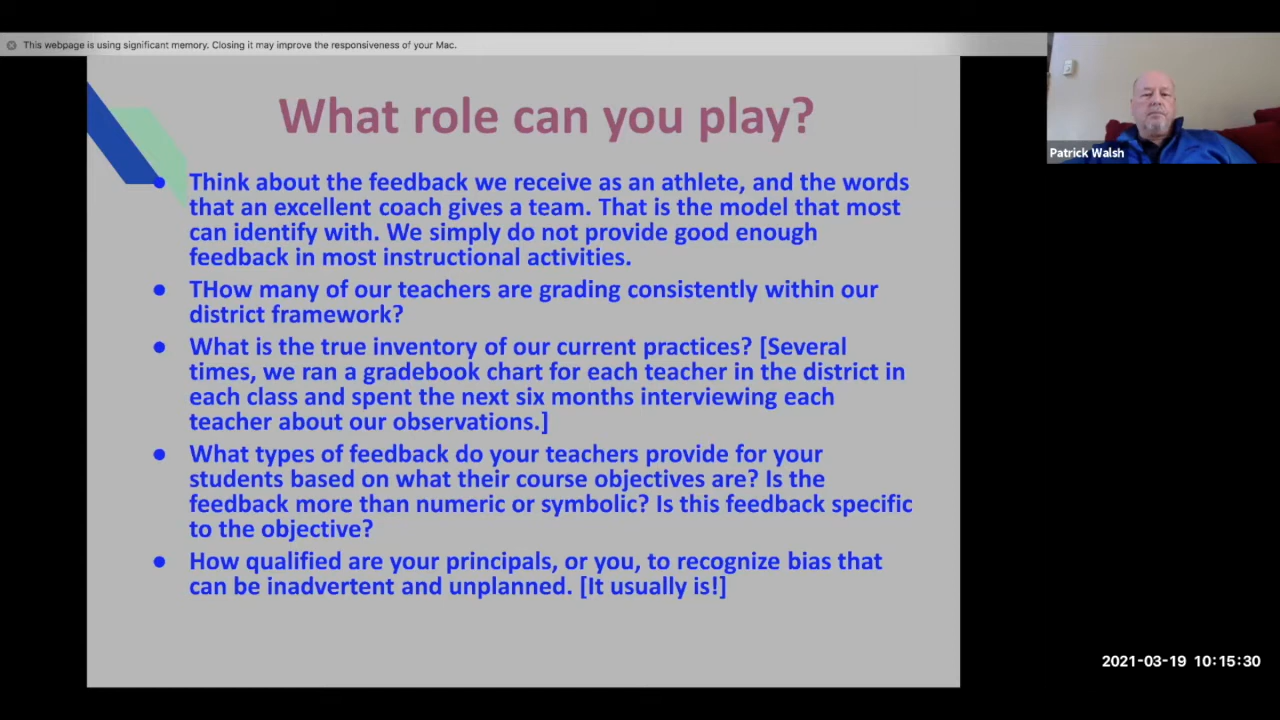 This webpage is using significant memory. Closing it may improve the responsiveness of your Mac.
What role can you play?
Patrick Walsh
● Think about the feedback we receive as an athlete, and the words
that an excellent coach gives a team. That is the model that most
can identify with. We simply do not provide good enough
feedback in most instructional activities.
● THow many of our teachers are grading consistently within our
district framework?
● What is the true inventory of our current practices? [Several
times, we ran a gradebook chart for each teacher in the district in
each class and spent the next six months interviewing each
teacher about our observations.]
● What types of feedback do your teachers provide for your
students based on what their course objectives are? Is the
feedback more than numeric or symbolic? Is this feedback specific
to the objective?
● How qualified are your principals, or you, to recognize bias that
can be inadvertent and unplanned. [It usually is!]
2021-03-19 10:15:30